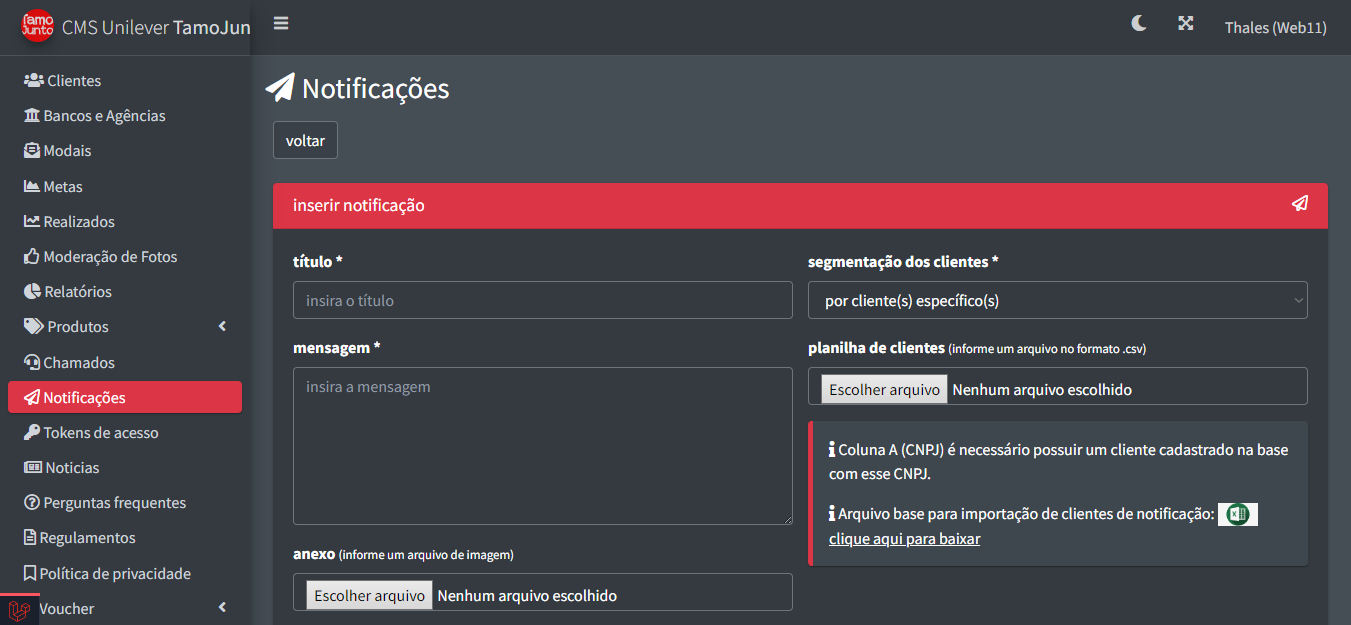 Tamo Junto
CMS Unilever TamoJun
Thales (Web11)
Clientes
Bancos e Agências
Modais
Metas
Realizados
Moderação de Fotos
Relatórios
Produtos
Chamados
Notificações
Tokens de acesso
Noticias
Perguntas frequentes
Regulamentos
Política de privacidade
Voucher
Notificações
voltar
inserir notificação
título *
insira o título
mensagem *
insira a mensagem
anexo (informe um arquivo de imagem)
Escolher arquivo Nenhum arquivo escolhido
segmentação dos clientes *
por cliente(s) específico(s)
planilha de clientes (informe um arquivo no formato .csv)
Escolher arquivo Nenhum arquivo escolhido
Coluna A (CNPJ) é necessário possuir um cliente cadastrado na base
com esse CNPJ.
Arquivo base para importação de clientes de notificação:
clique aqui para baixar